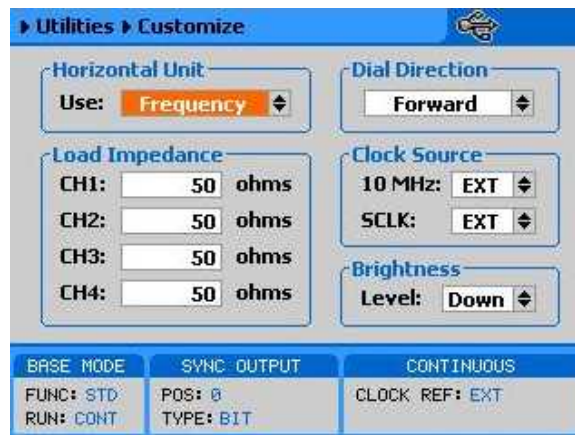 Utilities Customize
Horizontal Unit
Use: Frequency
Dial Direction
Forward
Load Impedance
CH1: 50 ohms
CH2: 50 ohms
CH3: 50 ohms
CH4: 50 ohms
Clock Source
10 MHz: EXT
SCLK: EXT
Brightness
Level: Down
BASE MODE
FUNC: STD
RUN: CONT
SYNC OUTPUT
POS: 0
TYPE: BIT
CONTINUOUS
CLOCK REF: EXT